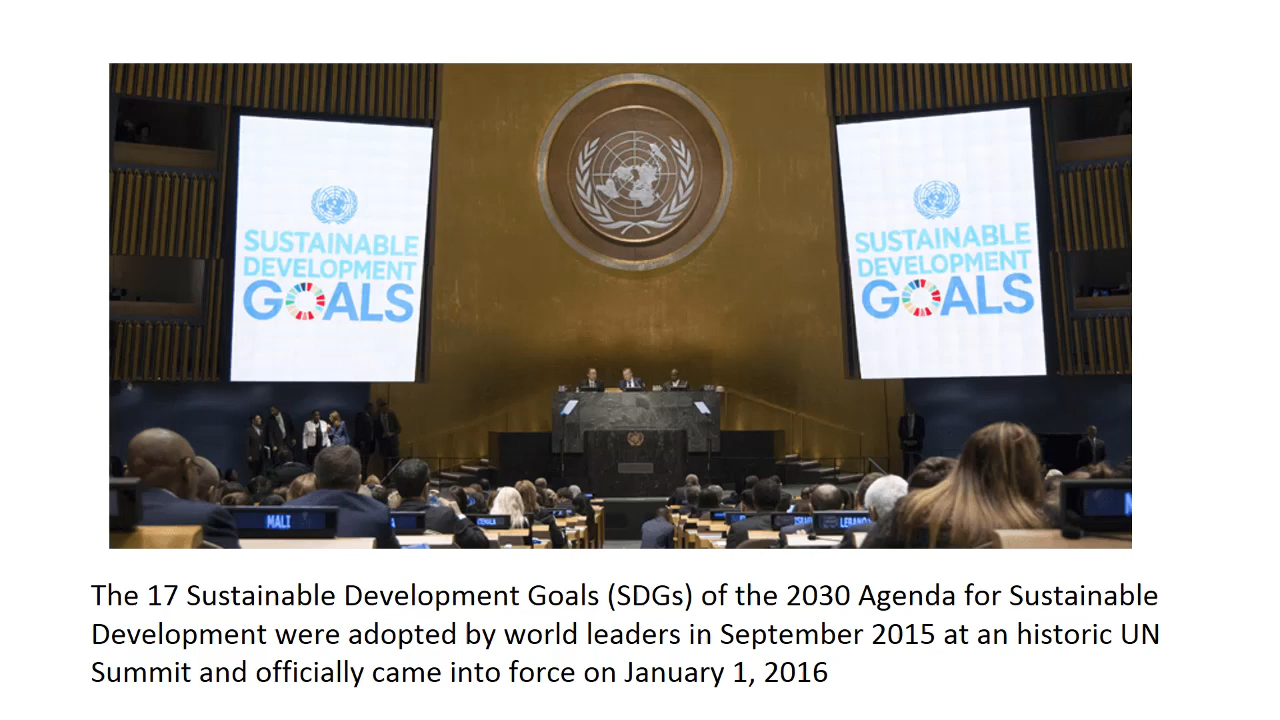 SUSTAINABLE
DEVELOPMENT
GOALS
SUSTAINABLE
DEVELOPMENT
GOALS
MALI
LEBANO
The 17 Sustainable Development Goals (SDGs) of the 2030 Agenda for Sustainable
Development were adopted by world leaders in September 2015 at an historic UN
Summit and officially came into force on January 1, 2016